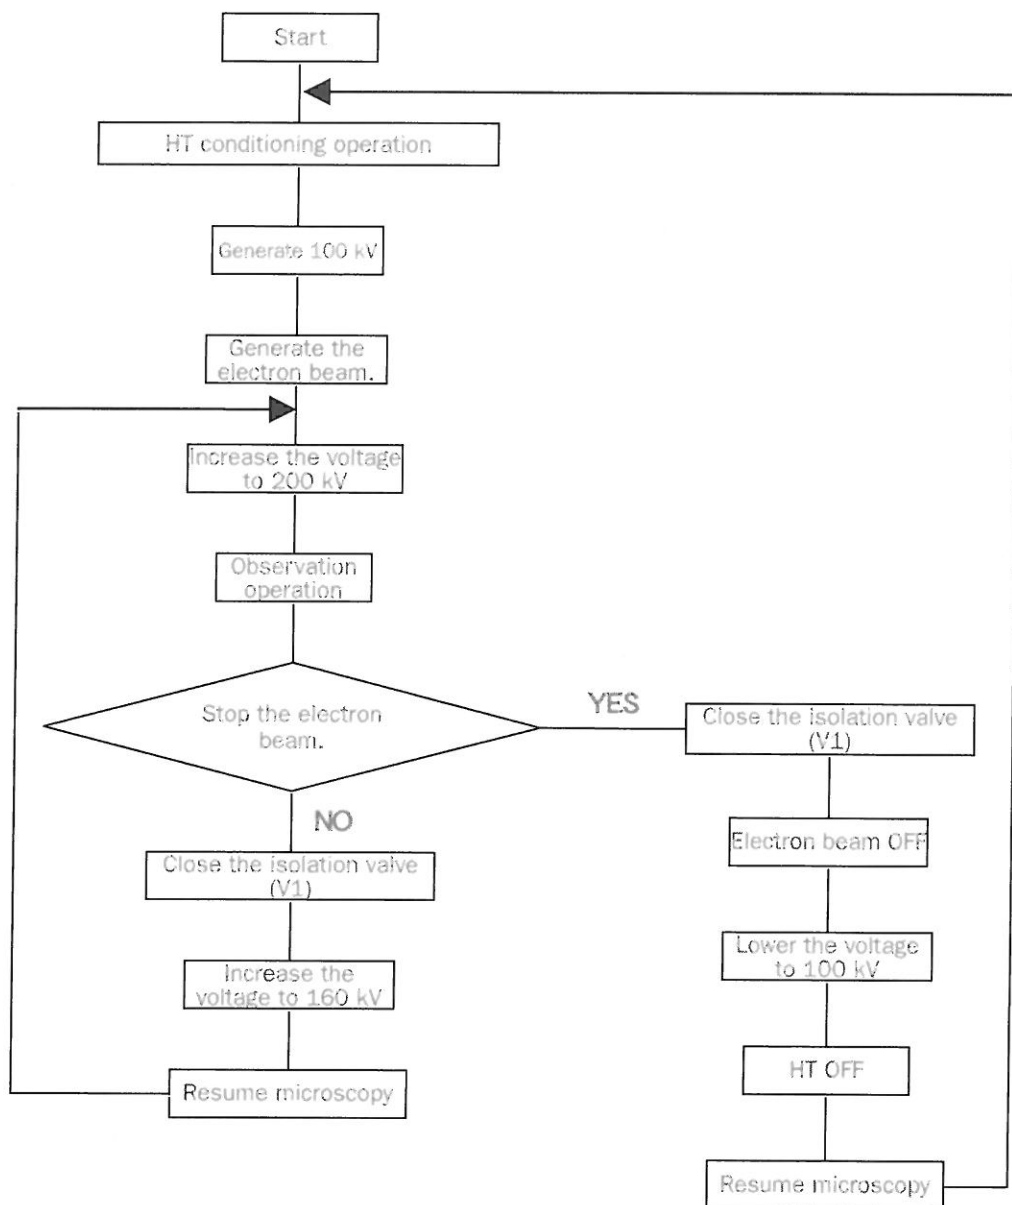 Start
HT conditioning operation
Generate 100 kV
Generate the
electron beam.
Increase the voltage
to 200 kV
Observation
operation
Stop the electron
beam.
YES
NO
Close the isolation valve
(V1)
Increase the
voltage to 160 kV
Resume microscopy
Close the isolation valve
(V1)
Electron beam OFF
Lower the voltage
to 100 kV
HT OFF
Resume microscopy